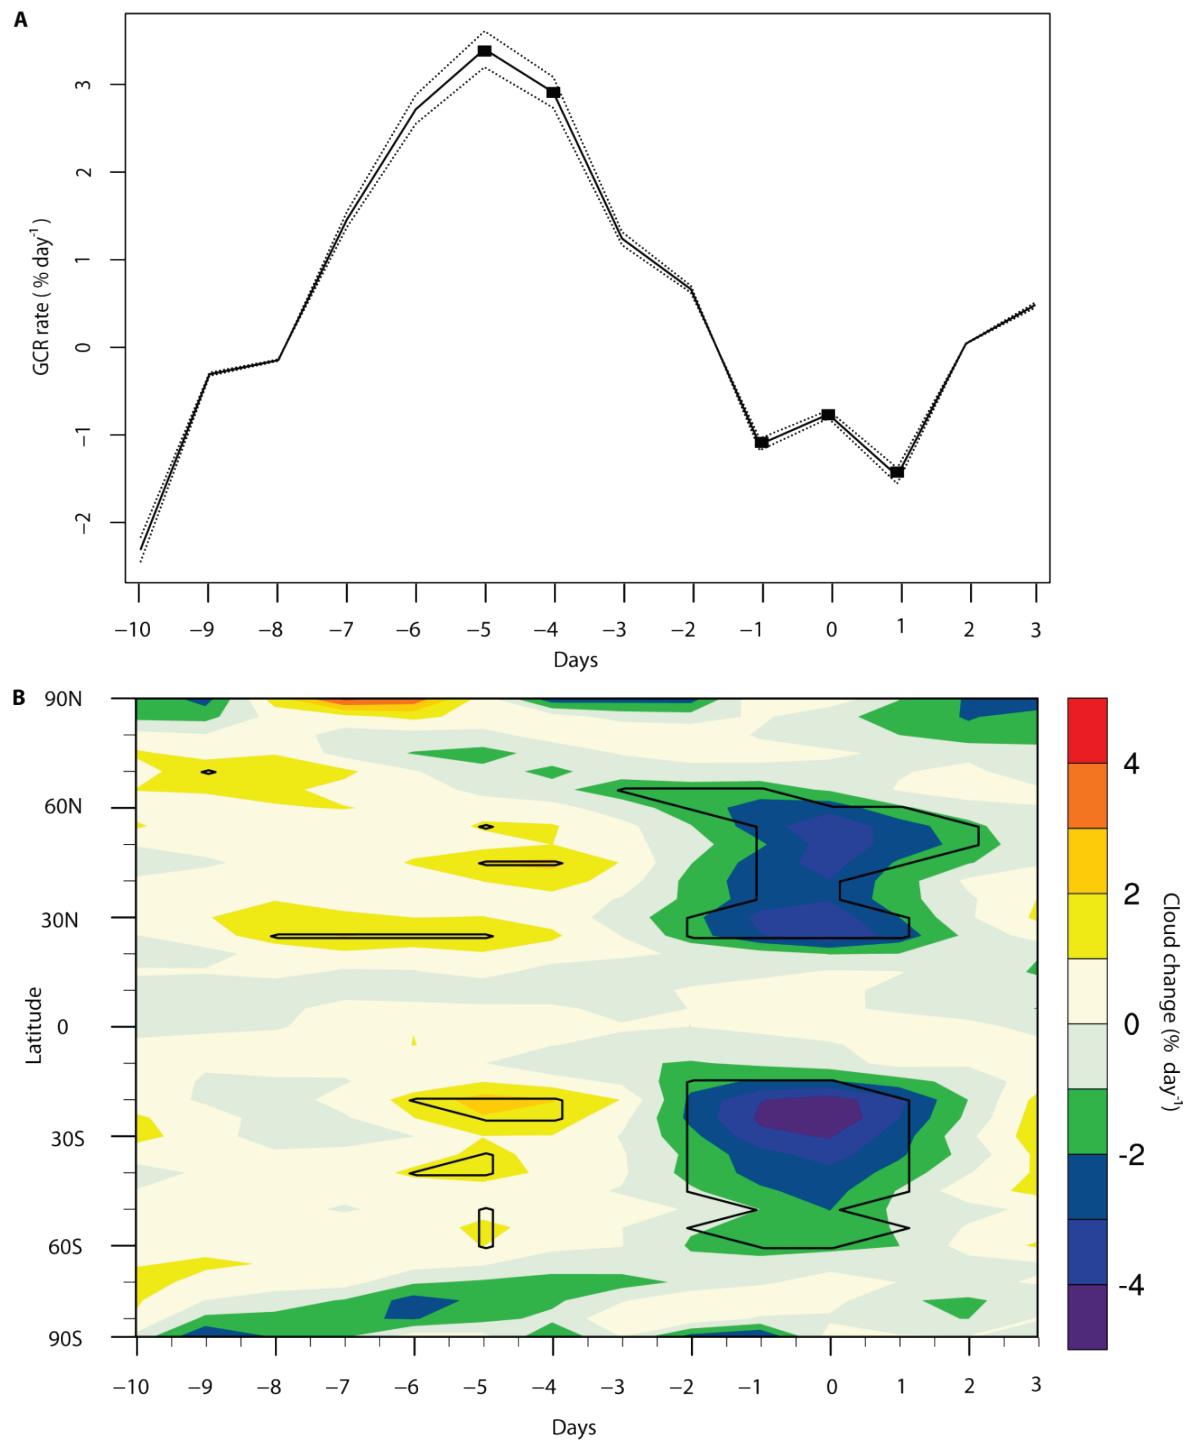 A
GCR rate ( % day-1 )
3
2
1
0
−1
−2
−10 −9 −8 −7 −6 −5 −4 −3 −2 −1 0 1 2 3
Days
B
Latitude
90N
60N
30N
0
30S
60S
90S
−10 −9 −8 −7 −6 −5 −4 −3 −2 −1 0 1 2 3
Days
4
2
0
-2
-4
Cloud change (% day-1)